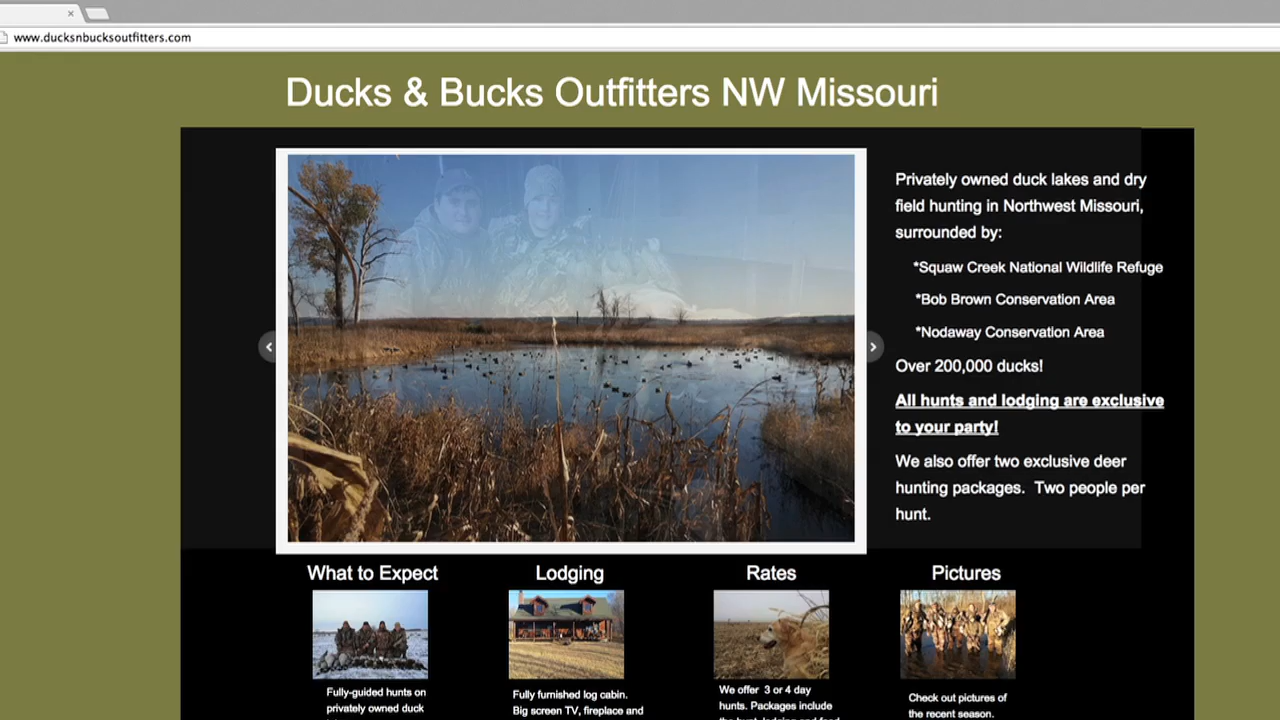 www.ducksnbucksoutfitters.com
Ducks & Bucks Outfitters NW Missouri
Privately owned duck lakes and dry
field hunting in Northwest Missouri,
surrounded by:
*Squaw Creek National Wildlife Refuge
*Bob Brown Conservation Area
*Nodaway Conservation Area
Over 200,000 ducks!
All hunts and lodging are exclusive
to your party!
We also offer two exclusive deer
hunting packages.  Two people per
hunt.
What to Expect
Fully-guided hunts on
privately owned duck
Lodging
Fully furnished log cabin.
Big screen TV, fireplace and
Rates
We offer  3 or 4 day
hunts. Packages include
the hunt, lodging and food
Pictures
Check out pictures of
the recent season.